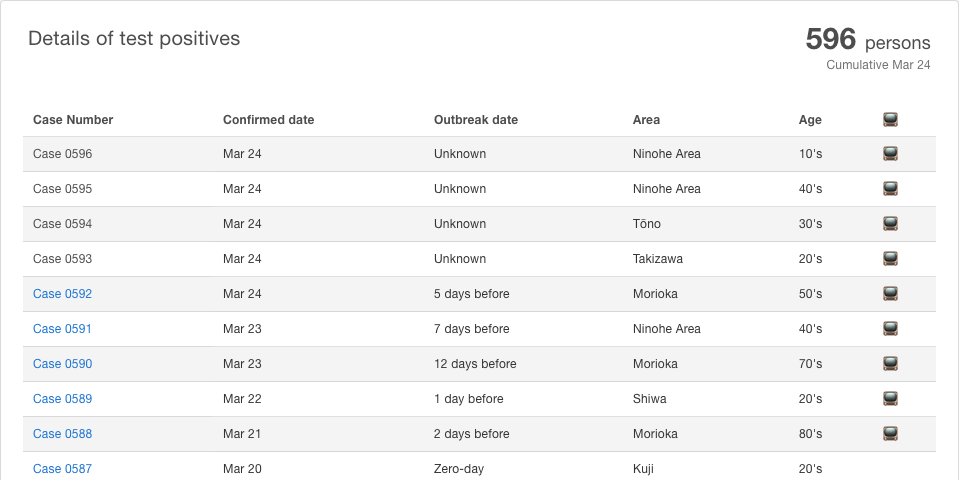 Details of test positives
596 persons
Cumulative Mar 24
Case Number Confirmed date Outbreak date Area Age
Case 0596 Mar 24 Unknown Ninohe Area 10's
Case 0595 Mar 24 Unknown Ninohe Area 40's
Case 0594 Mar 24 Unknown Tōno 30's
Case 0593 Mar 24 Unknown Takizawa 20's
Case 0592 Mar 24 5 days before Morioka 50's
Case 0591 Mar 23 7 days before Ninohe Area 40's
Case 0590 Mar 23 12 days before Morioka 70's
Case 0589 Mar 22 1 day before Shiwa 20's
Case 0588 Mar 21 2 days before Morioka 80's
Case 0587 Mar 20 Zero-day Kuji 20's